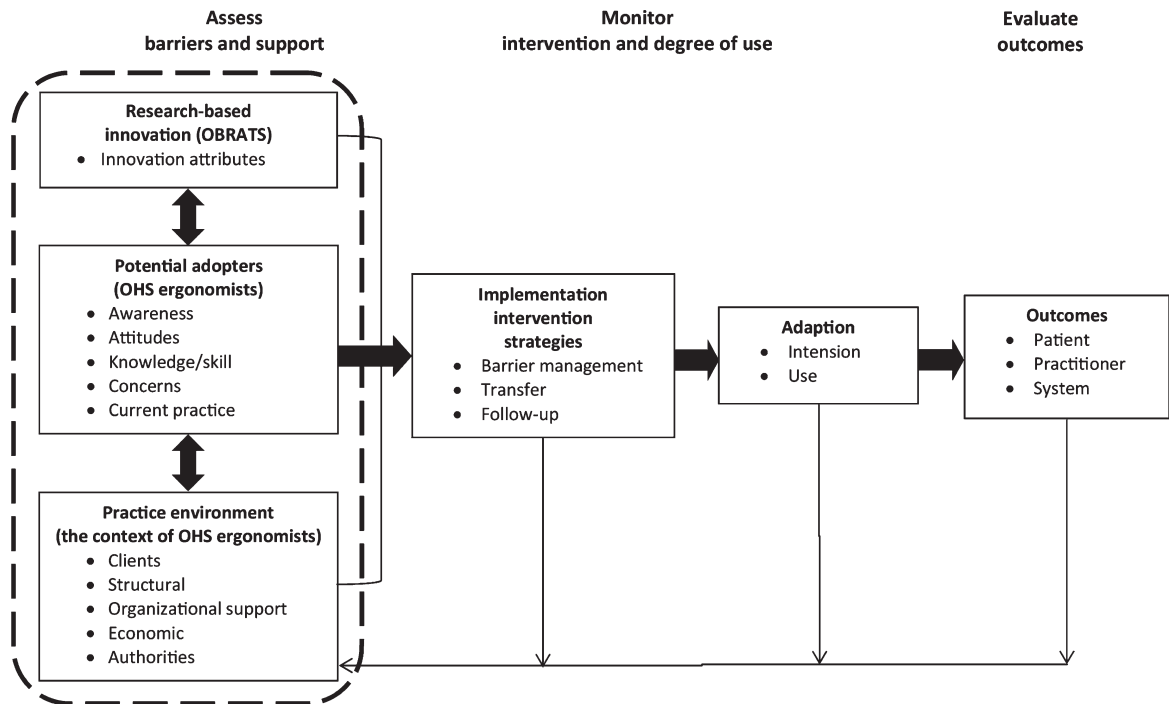 Assess
barriers and support
Monitor
intervention and degree of use
Evaluate
outcomes
Research-based
innovation (OBRATS)
• Innovation attributes
Potential adopters
(OHS ergonomists)
• Awareness
• Attitudes
• Knowledge/skill
• Concerns
• Current practice
Practice environment
(the context of OHS ergonomists)
• Clients
• Structural
• Organizational support
• Economic
• Authorities
Implementation
intervention
strategies
• Barrier management
• Transfer
• Follow-up
Adaption
• Intension
• Use
Outcomes
• Patient
• Practitioner
• System